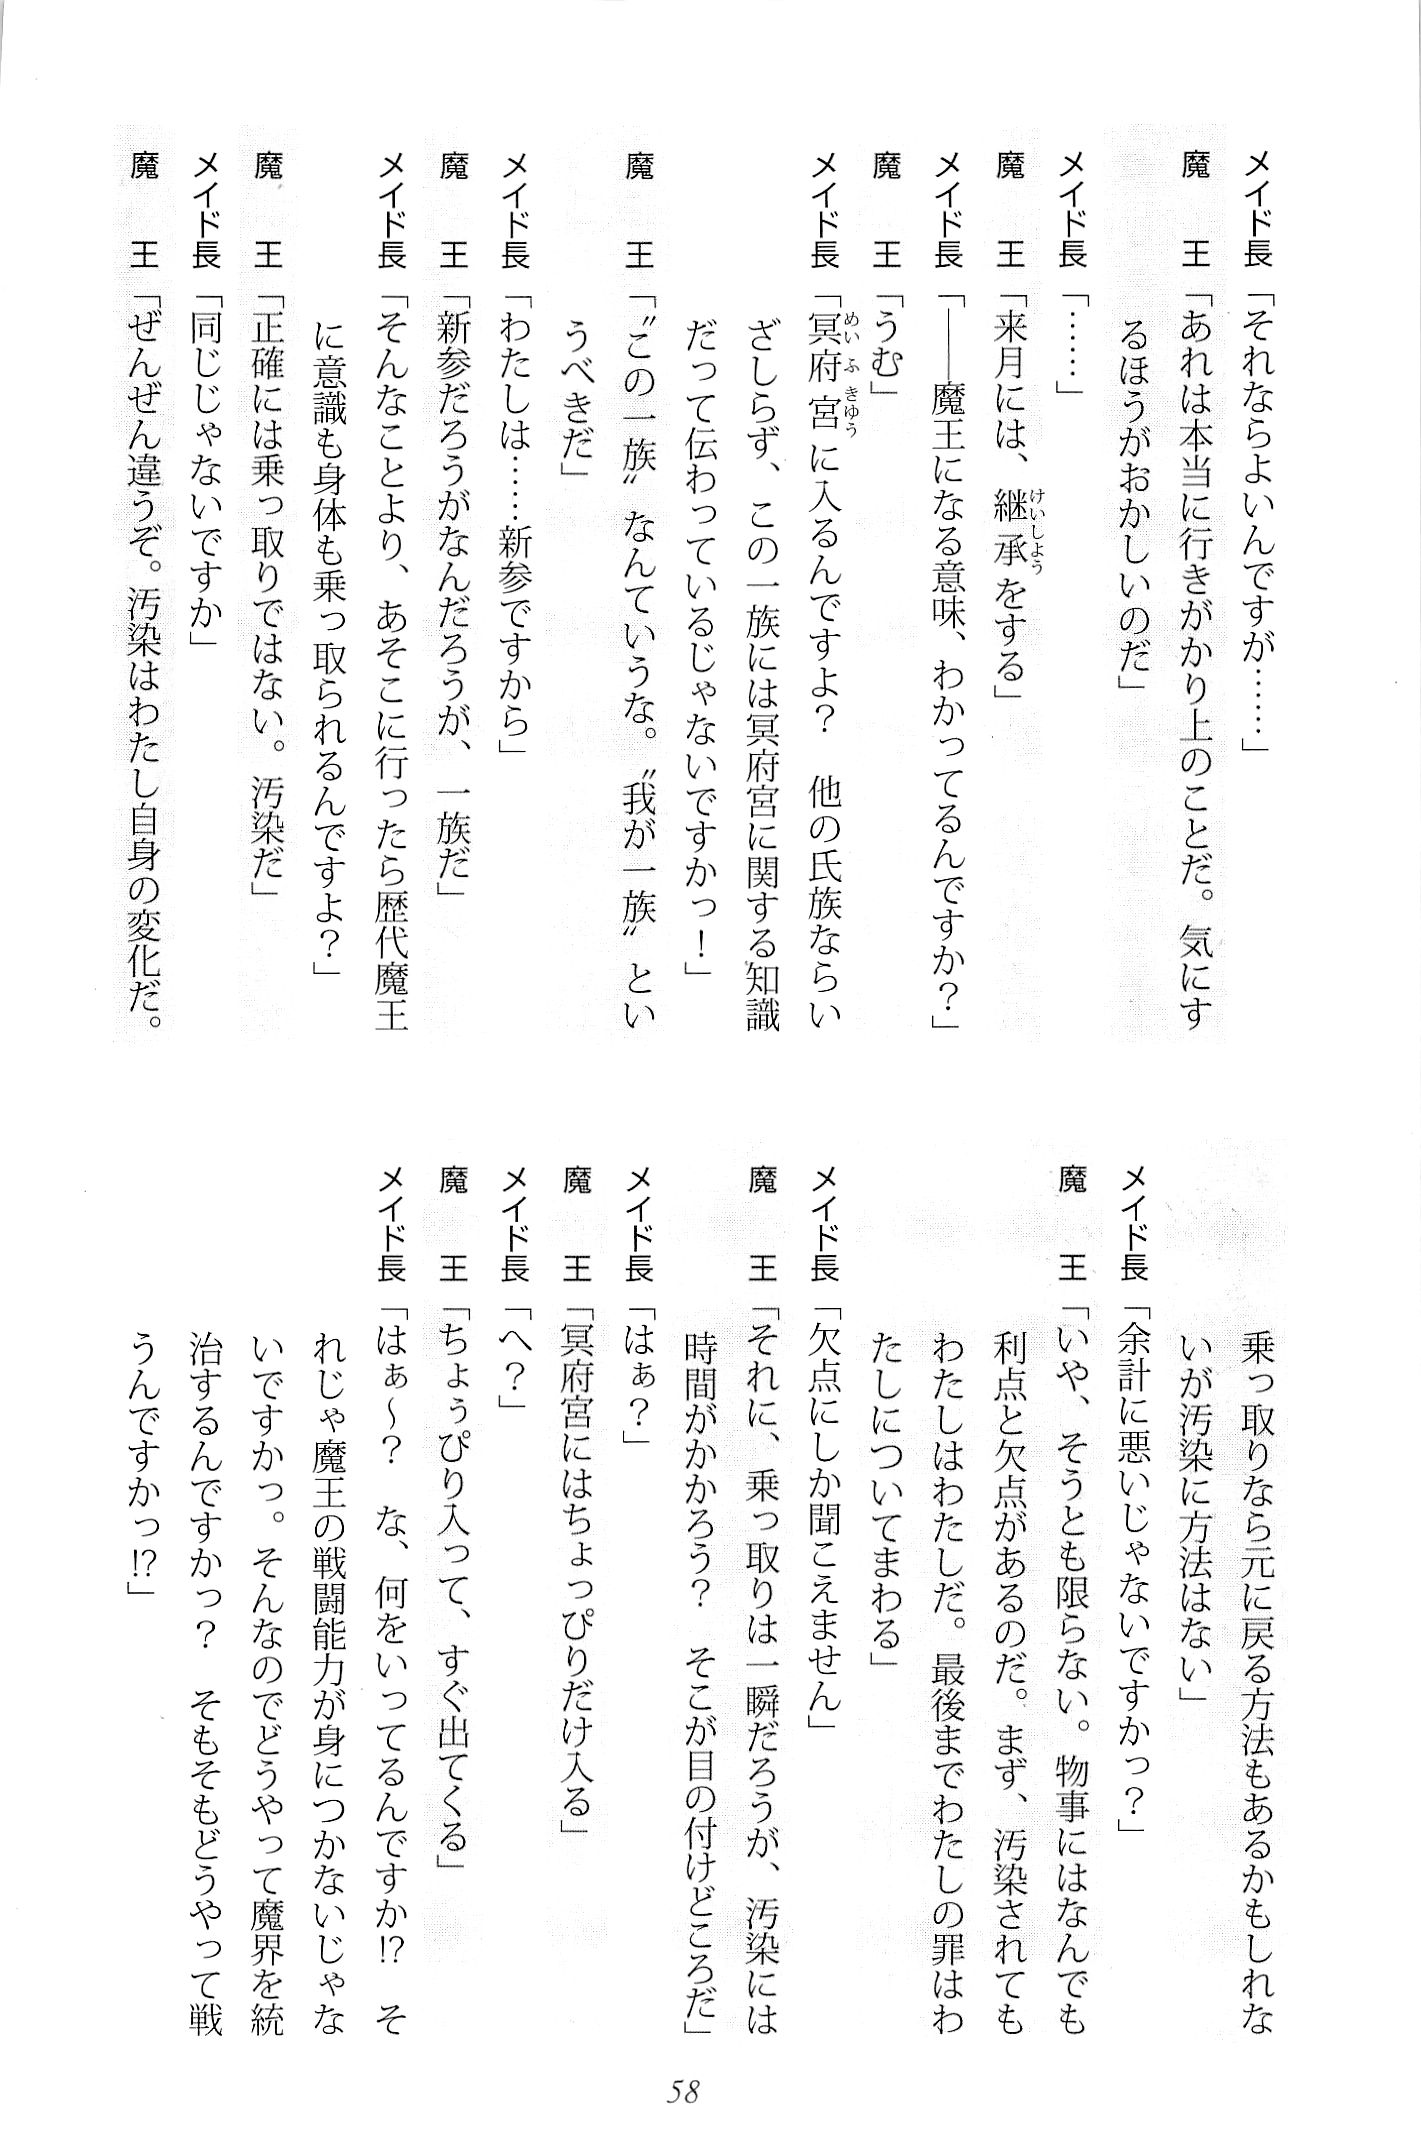 メイド長「それならよいんですが……」
魔　　王「あれは本当に行きがかり上のことだ。気にす
るほうがおかしいのだ」
メイド長「……」
魔　　王「来月には、継承をする」
メイド長「――魔王になる意味、わかってるんですか？」
魔　　王「うむ」
メイド長「冥府宮に入るんですよ？　他の氏族ならい
ざしらず、この一族には冥府宮に関する知識
だって伝わっているじゃないですかっ！」
魔　　王「〝この一族〟なんていうな。〝我が一族〟とい
うべきだ」
メイド長「わたしは……新参ですから」
魔　　王「新参だろうがなんだろうが、一族だ」
メイド長「そんなことより、あそこに行ったら歴代魔王
に意識も身体も乗っ取られるんですよ？」
魔　　王「正確には乗っ取りではない。汚染だ」
メイド長「同じじゃないですか」
魔　　王「ぜんぜん違うぞ。汚染はわたし自身の変化だ。
乗っ取りなら元に戻る方法もあるかもしれな
いが汚染に方法はない」
メイド長「余計に悪いじゃないですかっ？」
魔　　王「いや、そうとも限らない。物事にはなんでも
利点と欠点があるのだ。まず、汚染されても
わたしはわたしだ。最後までわたしの罪はわ
たしについてまわる」
メイド長「欠点にしか聞こえません」
魔　　王「それに、乗っ取りは一瞬だろうが、汚染には
時間がかかろう？　そこが目の付けどころだ」
メイド長「はぁ？」
魔　　王「冥府宮にはちょっぴりだけ入る」
メイド長「へ？」
魔　　王「ちょぅぴり入って、すぐ出てくる」
メイド長「はぁ～？　な、何をいってるんですか!?　そ
れじゃ魔王の戦闘能力が身につかないじゃな
いですかっ。そんなのでどうやって魔界を統
治するんですかっ？　そもそもどうやって戦
うんですかっ!?」
58